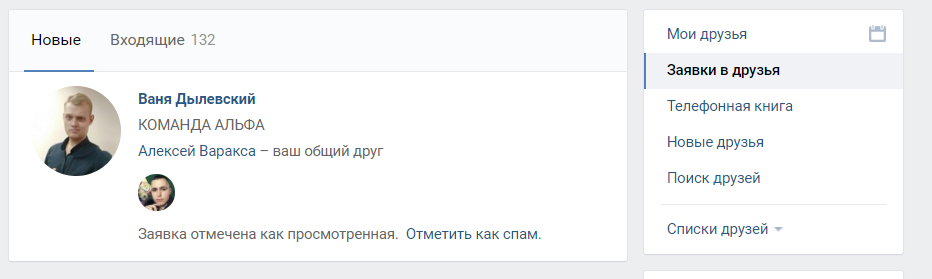 Новые Входящие 132
Ваня Дылевский
КОМАНДА АЛЬФА
Алексей Варакса – ваш общий друг
Заявка отмечена как просмотренная. Отметить как спам.
Мои друзья
Заявки в друзья
Телефонная книга
Новые друзья
Поиск друзей
Списки друзей